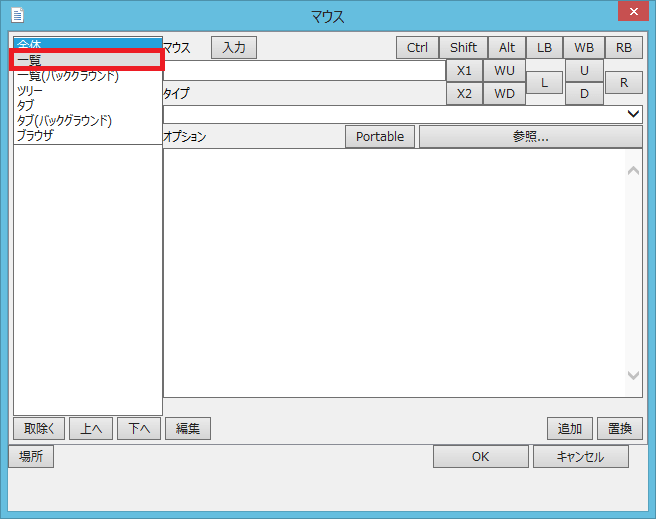 マウス
全体
一覧
一覧(バックグラウンド)
ツリー
タブ
タブ(バックグラウンド)
ブラウザ
マウス 入力 Ctrl Shift Alt LB WB RB
X1 WU L U R
タイプ X2 WD D
オプション Portable 参照...
取除く 上へ 下へ 編集 追加 置換
場所 OK キャンセル